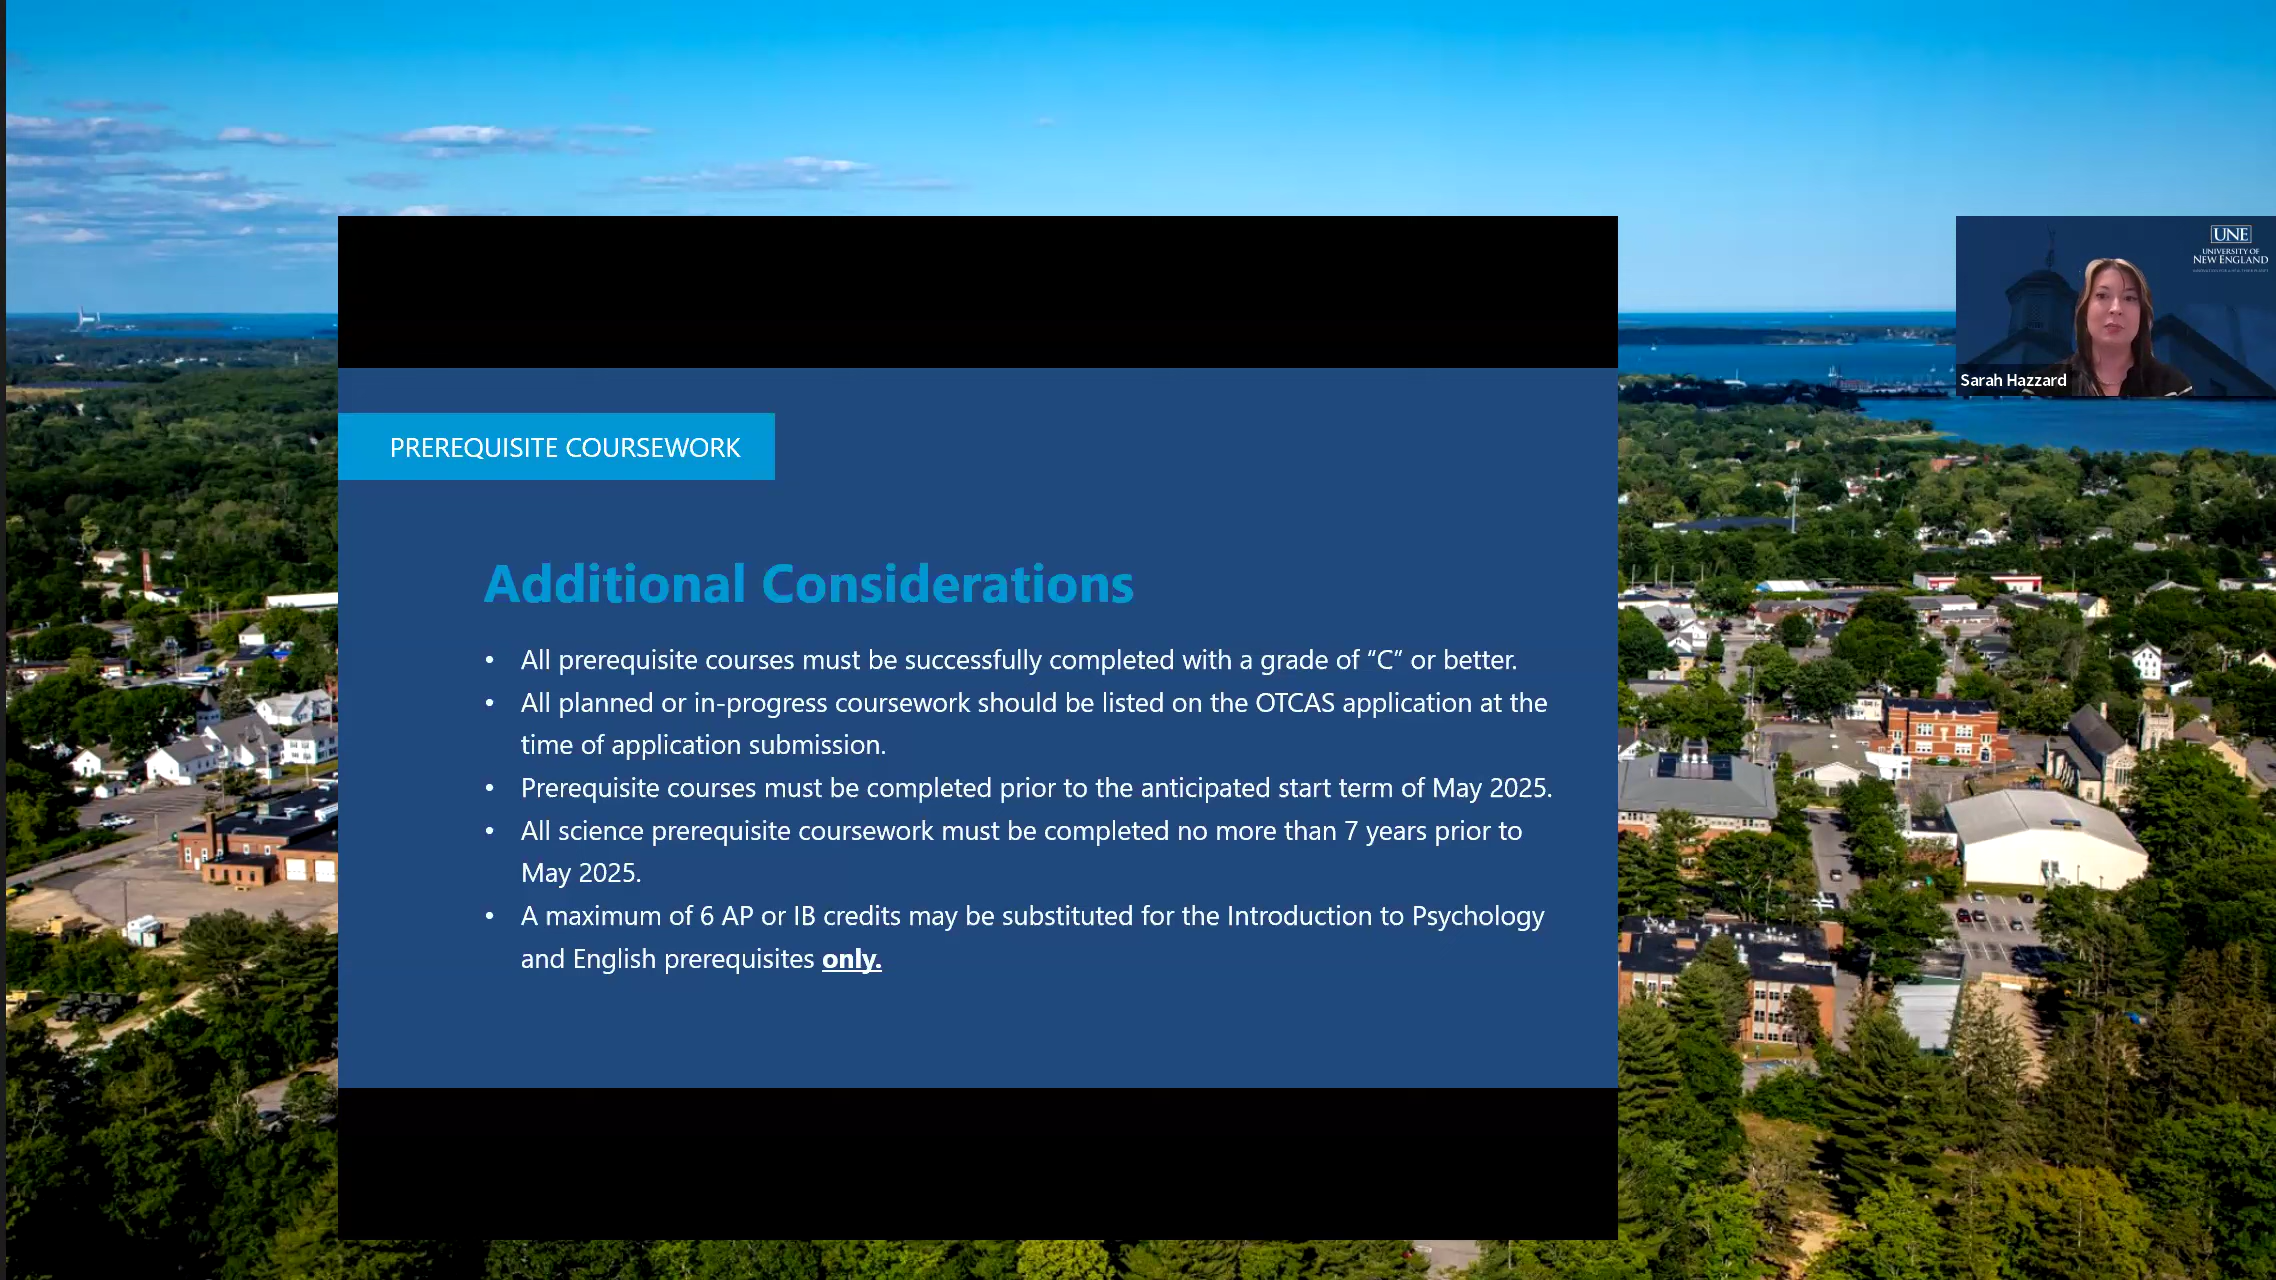 UNE
UNIVERSITY OF
NEW ENGLAND
Sarah Hazzard
PREREQUISITE COURSEWORK
Additional Considerations
• All prerequisite courses must be successfully completed with a grade of “C” or better.
• All planned or in-progress coursework should be listed on the OTCAS application at the
time of application submission.
• Prerequisite courses must be completed prior to the anticipated start term of May 2025.
• All science prerequisite coursework must be completed no more than 7 years prior to
May 2025.
• A maximum of 6 AP or IB credits may be substituted for the Introduction to Psychology
and English prerequisites only.